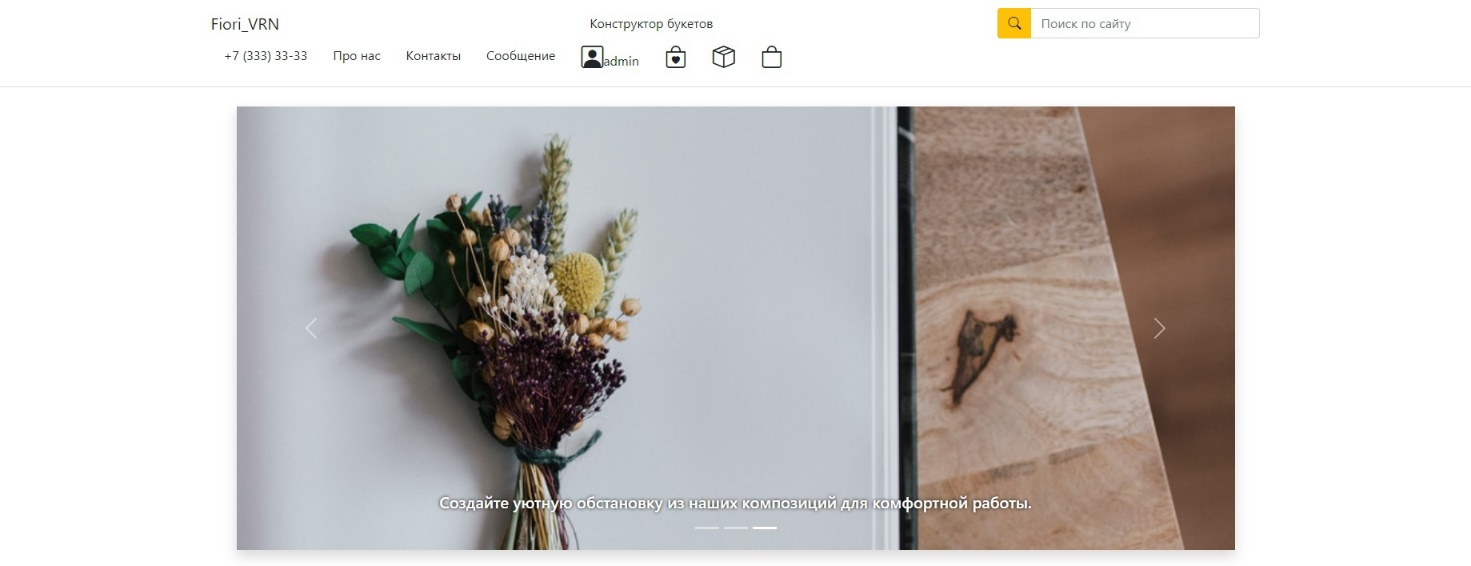 Fiori_VRN
Конструктор букетов
Поиск по сайту
+7 (333) 33-33 Про нас Контакты Сообщение admin
Создайте уютную обстановку из наших композиций для комфортной работы.